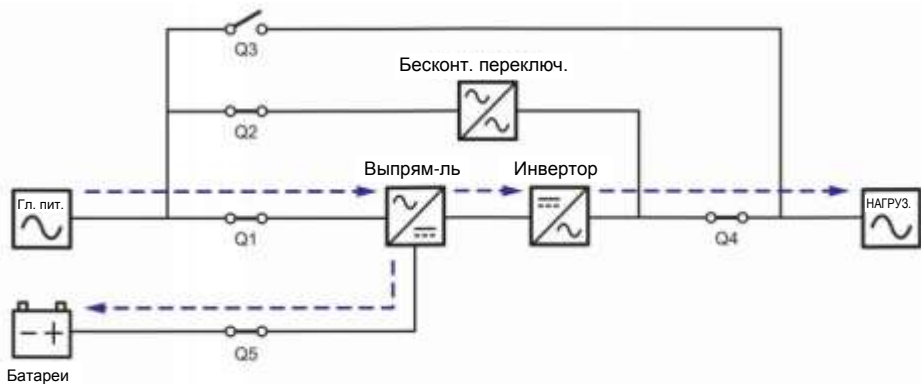 Q3
Бесконт. переключ.
Q2
Выпрям-ль
Инвертор
Гл. пит.
НАГРУЗ.
Q1
Q4
Q5
Батареи